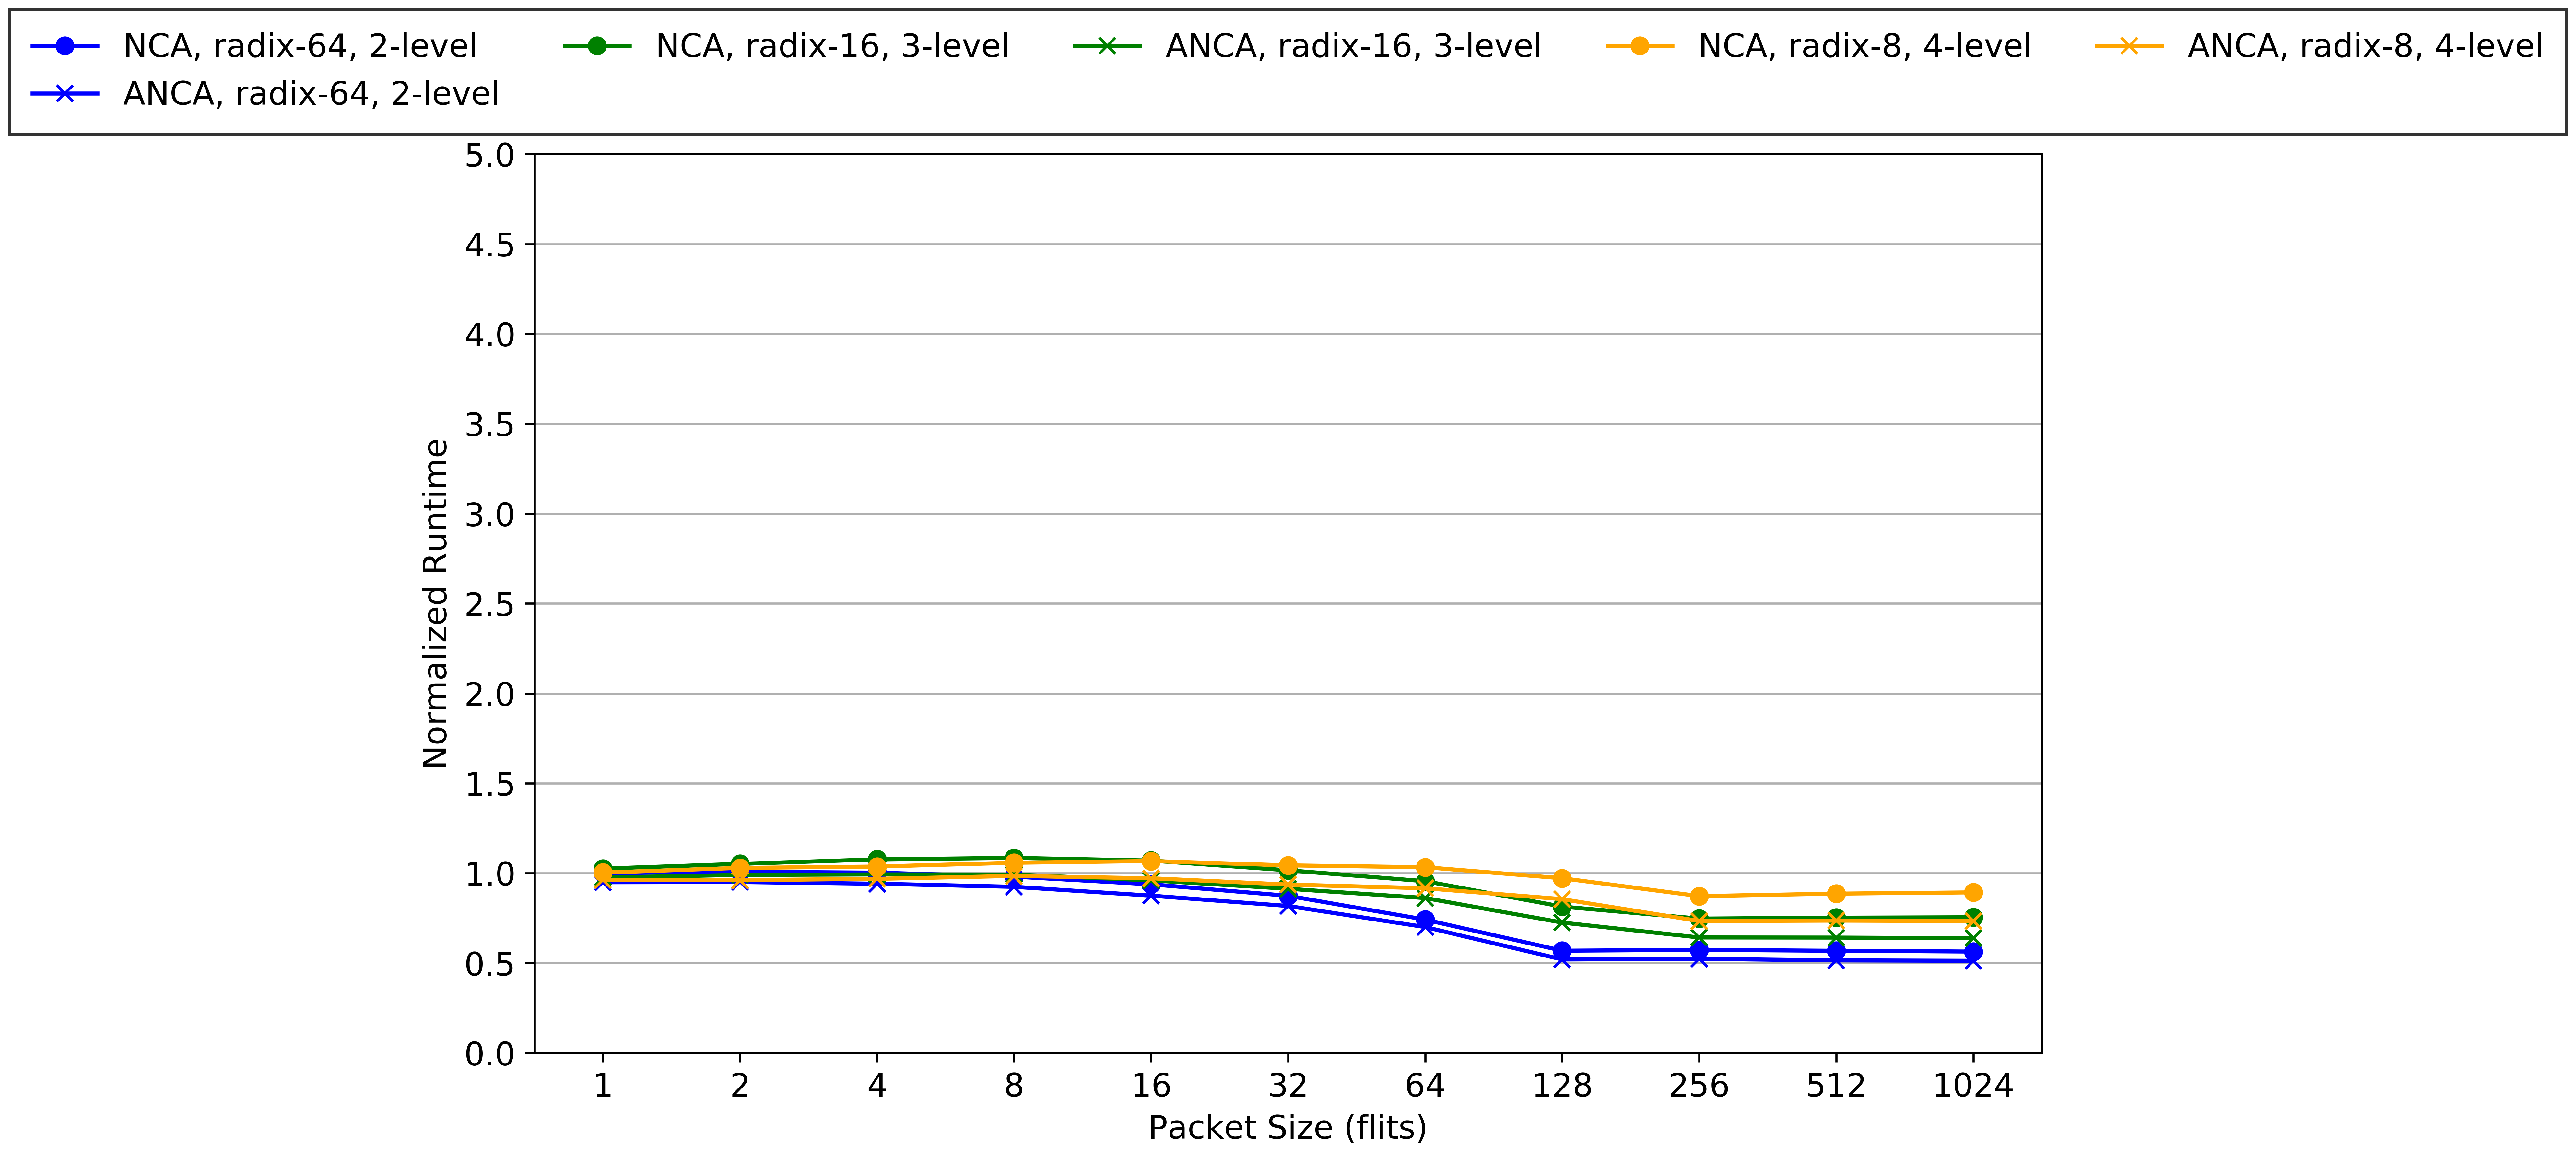 NCA, radix-64, 2-level
NCA, radix-16, 3-level
ANCA, radix-16, 3-level
NCA, radix-8, 4-level
ANCA, radix-8, 4-level
ANCA, radix-64, 2-level
5.0
4.5
4.0
3.5
3.0
2.5
2.0
1.5
1.0
0.5
0.0
Normalized Runtime
1 2 4 8 16 32 64 128 256 512 1024
Packet Size (flits)